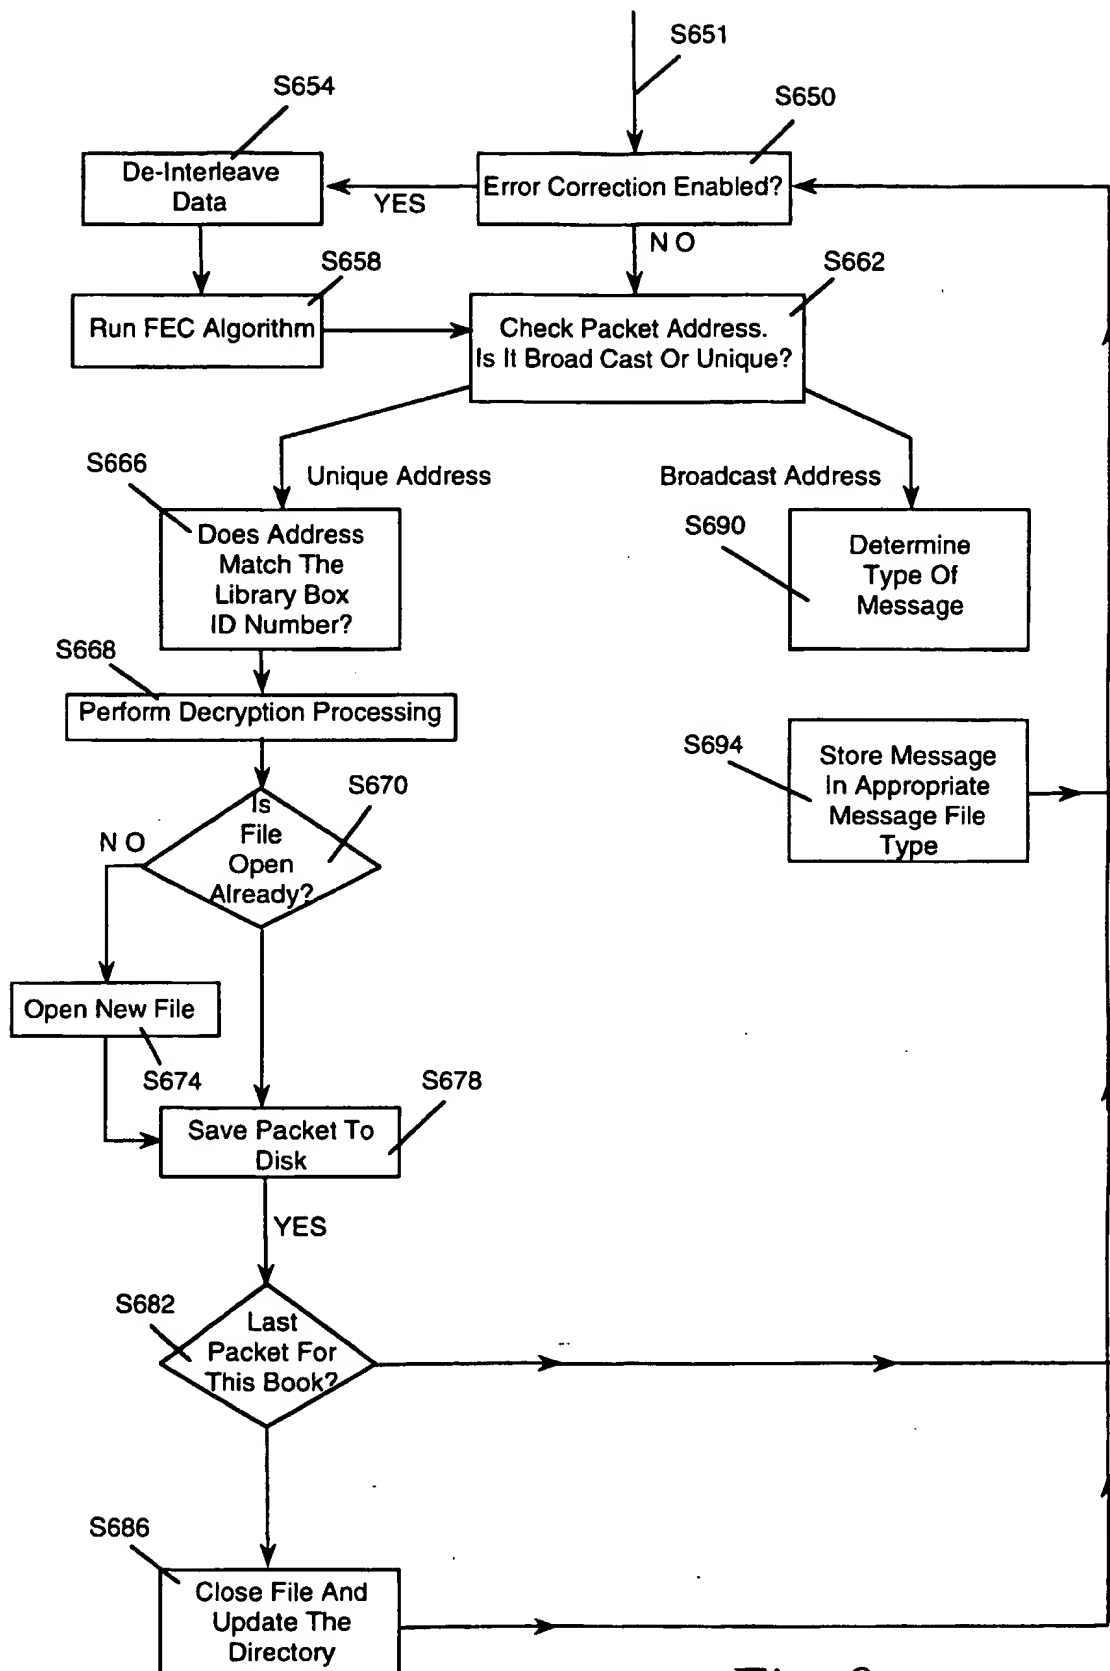 S651
S654
S650
De-Interleave
Data
YES
Error Correction Enabled?
N O
S658
S662
Run FEC Algorithm
Check Packet Address.
Is It Broad Cast Or Unique?
S666
Unique Address
Broadcast Address
S690
Does Address
Match The
Library Box
ID Number?
Determine
Type Of
Message
S668
Perform Decryption Processing
S694
Store Message
In Appropriate
Message File
Type
S670
Is
File
Open
Already?
N O
Open New File
S674
S678
Save Packet To
Disk
YES
S682
Last
Packet For
This Book?
S686
Close File And
Update The
Directory